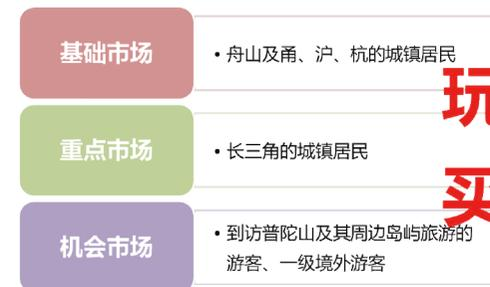 基础市场
•舟山及甬、沪、杭的城镇居民
重点市场
•长三角的城镇居民
机会市场
•到访普陀山及其周边岛屿旅游的
游客、一级境外游客
玩
买